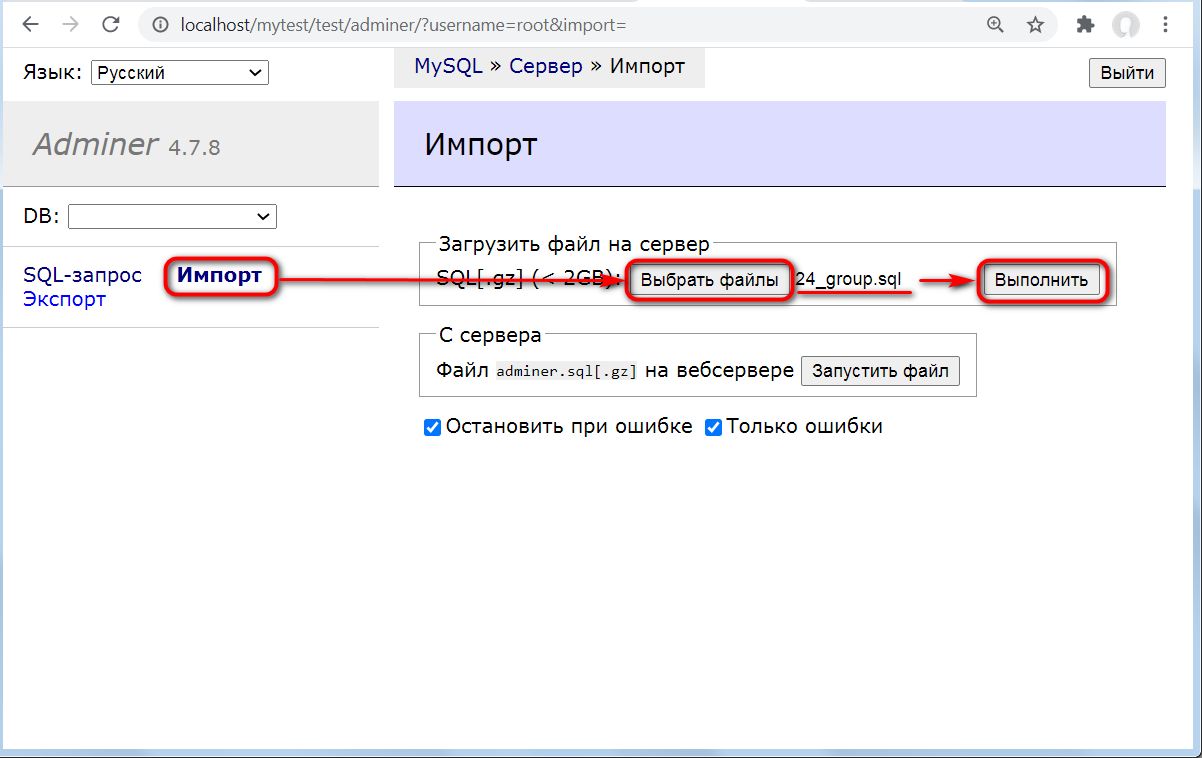 localhost/mytest/test/adminer/?username=root&import=
Язык: Русский
MySQL » Сервер » Импорт
Выйти
Adminer 4.7.8
Импорт
DB:
SQL-запрос Импорт
Экспорт
Загрузить файл на сервер
SQL[.gz] (< 2GB): Выбрать файлы 24_group.sql Выполнить
С сервера
Файл adminer.sql[.gz] на вебсервере Запустить файл
Остановить при ошибке Только ошибки